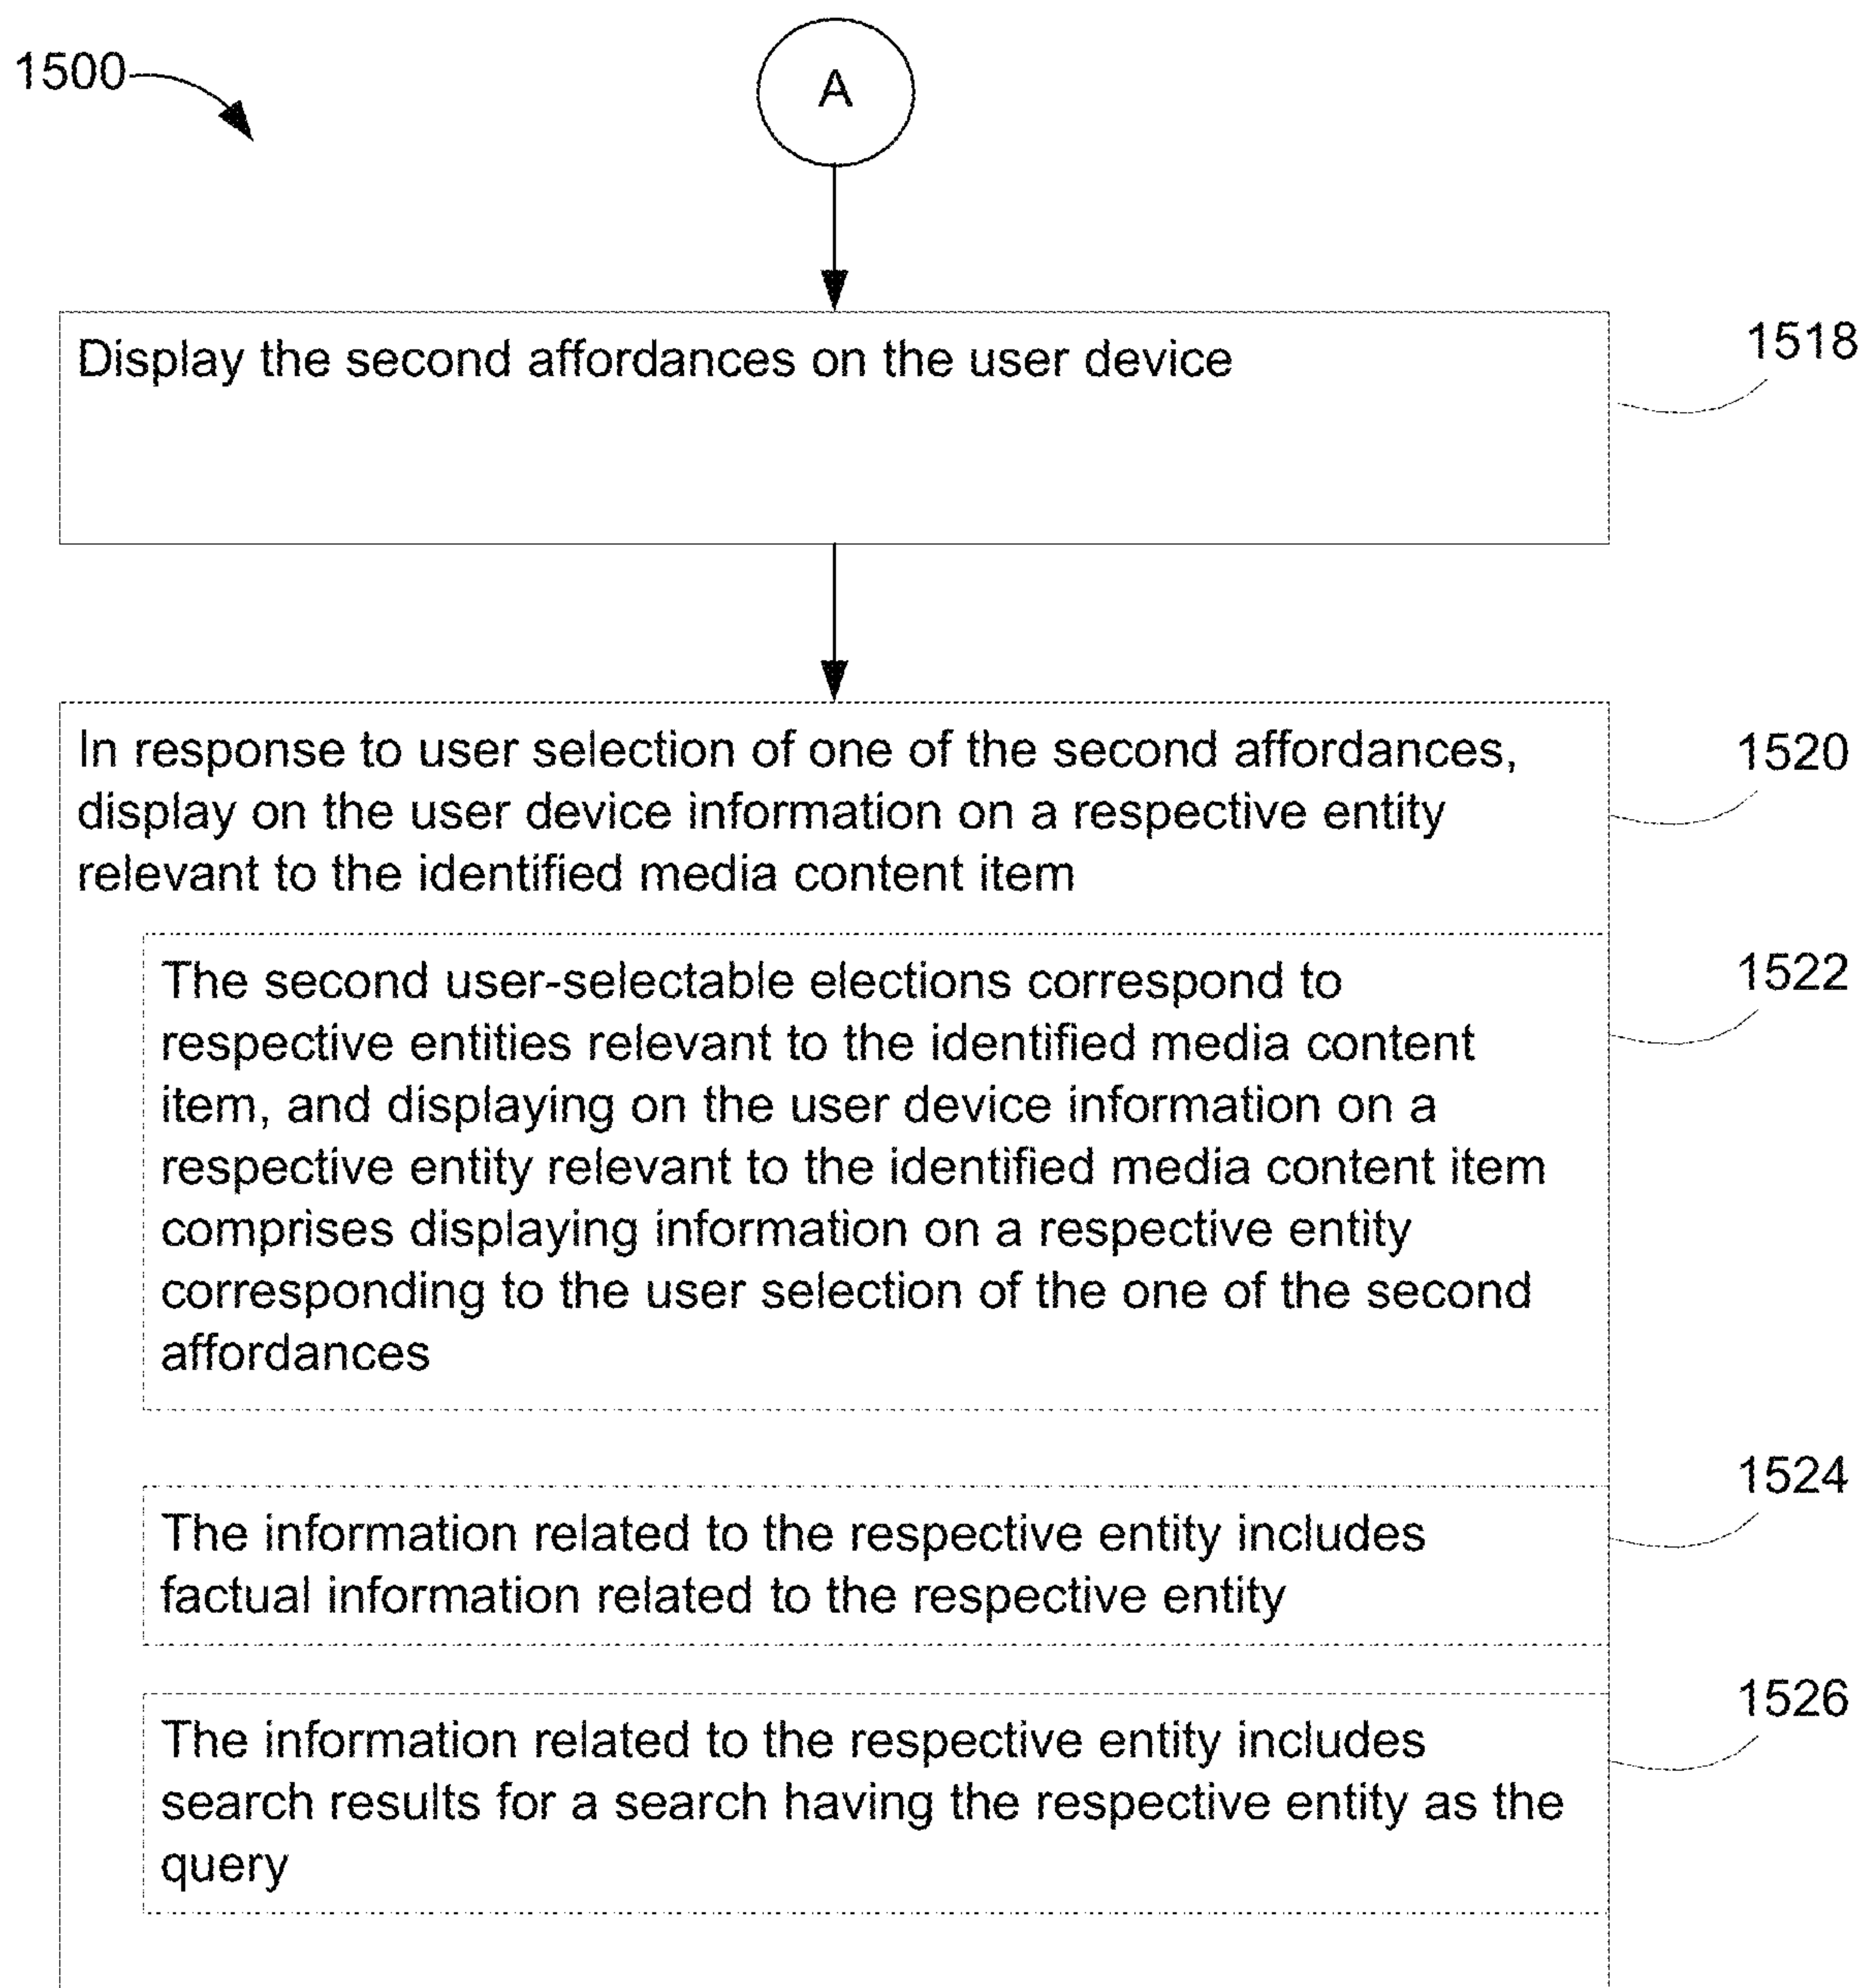 1500
A
Display the second affordances on the user device
1518
In response to user selection of one of the second affordances,
display on the user device information on a respective entity
relevant to the identified media content item
1520
The second user-selectable elections correspond to
respective entities relevant to the identified media content
item, and displaying on the user device information on a
respective entity relevant to the identified media content item
comprises displaying information on a respective entity
corresponding to the user selection of the one of the second
affordances
1522
The information related to the respective entity includes
factual information related to the respective entity
1524
The information related to the respective entity includes
search results for a search having the respective entity as the
query
1526